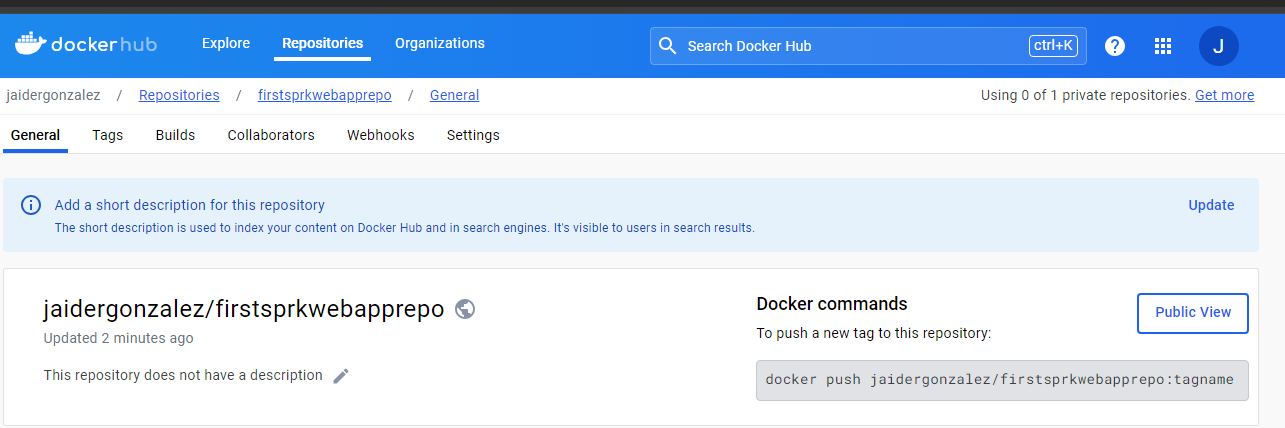 dockerhub Explore Repositories Organizations Search Docker Hub ctrl+K ? J
jaidergonzalez / Repositories / firstsprkwebapprepo / General Using 0 of 1 private repositories. Get more
General Tags Builds Collaborators Webhooks Settings
Add a short description for this repository Update
The short description is used to index your content on Docker Hub and in search engines. It's visible to users in search results.
jaidergonzalez/firstsprkwebapprepo
Updated 2 minutes ago
This repository does not have a description
Docker commands
Public View
To push a new tag to this repository:
docker push jaidergonzalez/firstsprkwebapprepo:tagname